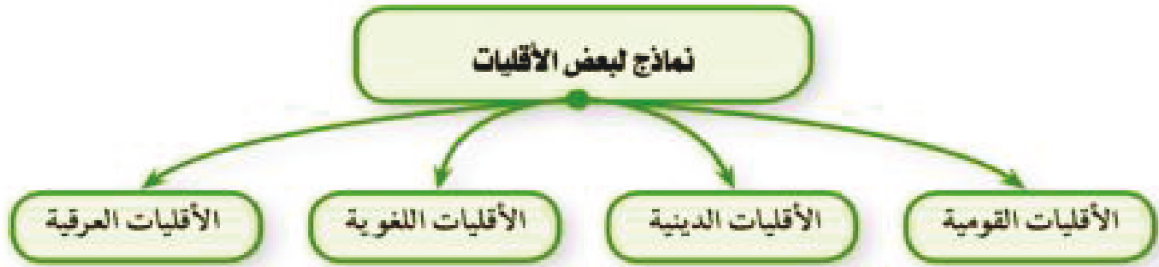 نماذج لبعض الأقليات
الأقليات القومية
الأقليات الدينية
الأقليات اللغوية
الأقليات العرقية